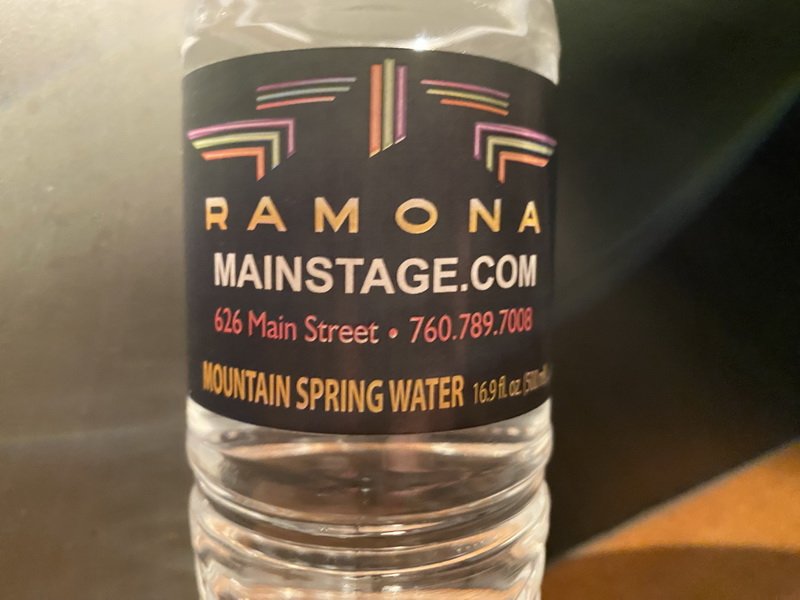 RAMONA
MAINSTAGE.COM
626 Main Street • 760.789.7008
MOUNTAIN SPRING WATER 16.9 fl. oz.